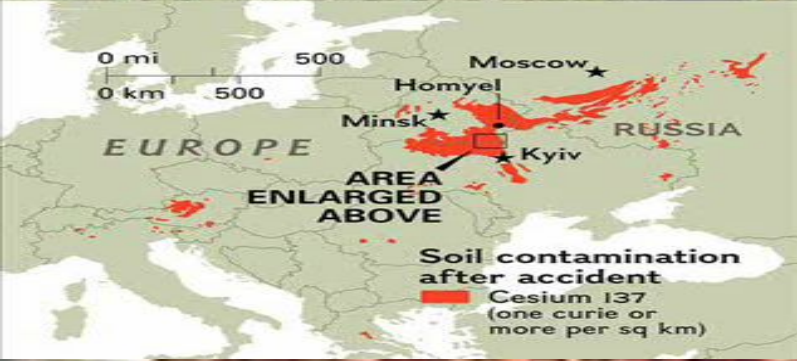 0 mi 500
0 km 500
Moscow
Homyel
Minsk
EUROPE
RUSSIA
Kyiv
AREA
ENLARGED
ABOVE
Soil contamination
after accident
Cesium 137
(one curie or
more per sq km)